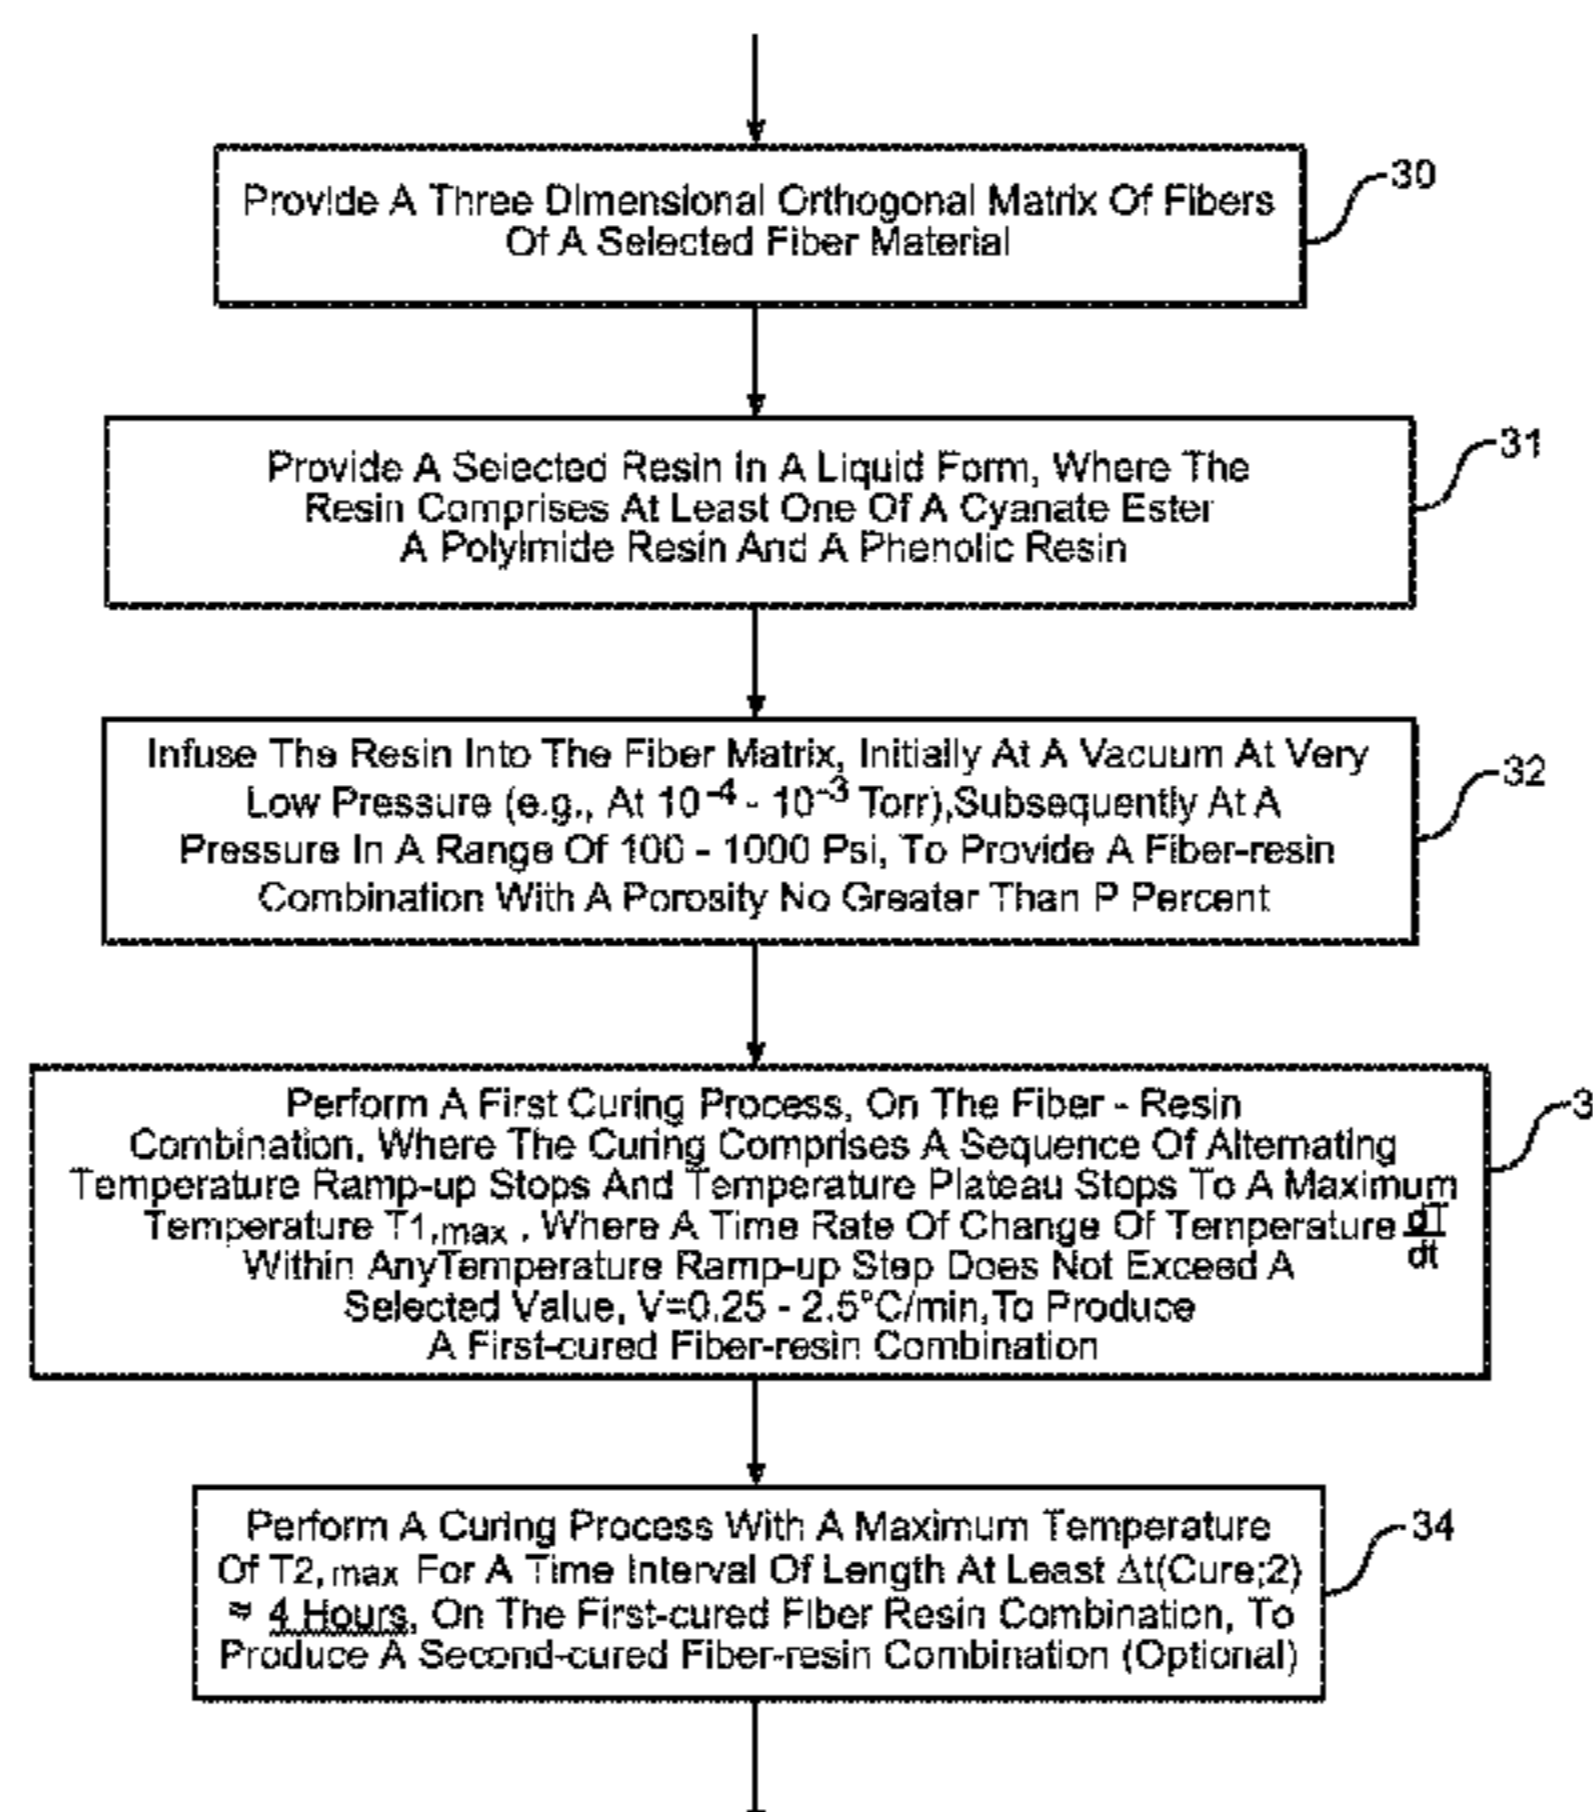 Provide A Three Dimensional Orthogonal Matrix Of Fibers
Of A Selected Fiber Material
30
Provide A Selected Resin In A Liquid Form, Where The
Resin Comprises At Least One Of A Cyanate Ester
A Polyimide Resin And A Phenolic Resin
31
Infuse The Resin Into The Fiber Matrix, Initially At A Vacuum At Very
Low Pressure (e.g., At 10⁻⁴ - 10⁻³ Torr),Subsequently At A
Pressure In A Range Of 100 - 1000 Psi, To Provide A Fiber-resin
Combination With A Porosity No Greater Than P Percent
32
Perform A First Curing Process, On The Fiber - Resin
Combination, Where The Curing Comprises A Sequence Of Alternating
Temperature Ramp-up Stops And Temperature Plateau Stops To A Maximum
Temperature T1,max , Where A Time Rate Of Change Of Temperature dT/dt
Within AnyTemperature Ramp-up Step Does Not Exceed A
Selected Value, V=0.25 - 2.5°C/min,To Produce
A First-cured Fiber-resin Combination
3
Perform A Curing Process With A Maximum Temperature
Of T2,max For A Time Interval Of Length At Least Δt(Cure;2)
≈ 4 Hours, On The First-cured Fiber Resin Combination, To
Produce A Second-cured Fiber-resin Combination (Optional)
34